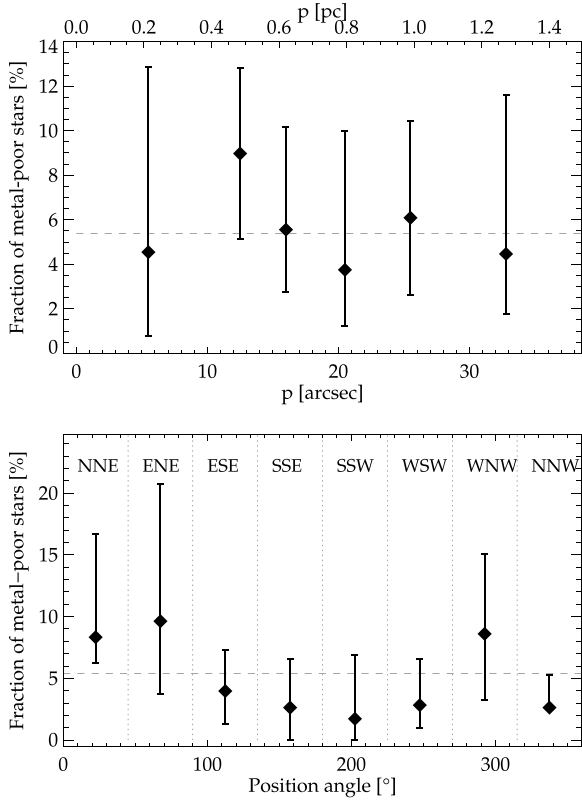 p [pc]
0.0 0.2 0.4 0.6 0.8 1.0 1.2 1.4
Fraction of metal-poor stars [%]
14
12
10
8
6
4
2
0
0 10 20 30
p [arcsec]
Fraction of metal−poor stars [%]
NNE ENE ESE SSE SSW WSW WNW NNW
20
15
10
5
0
0 100 200 300
Position angle [°]